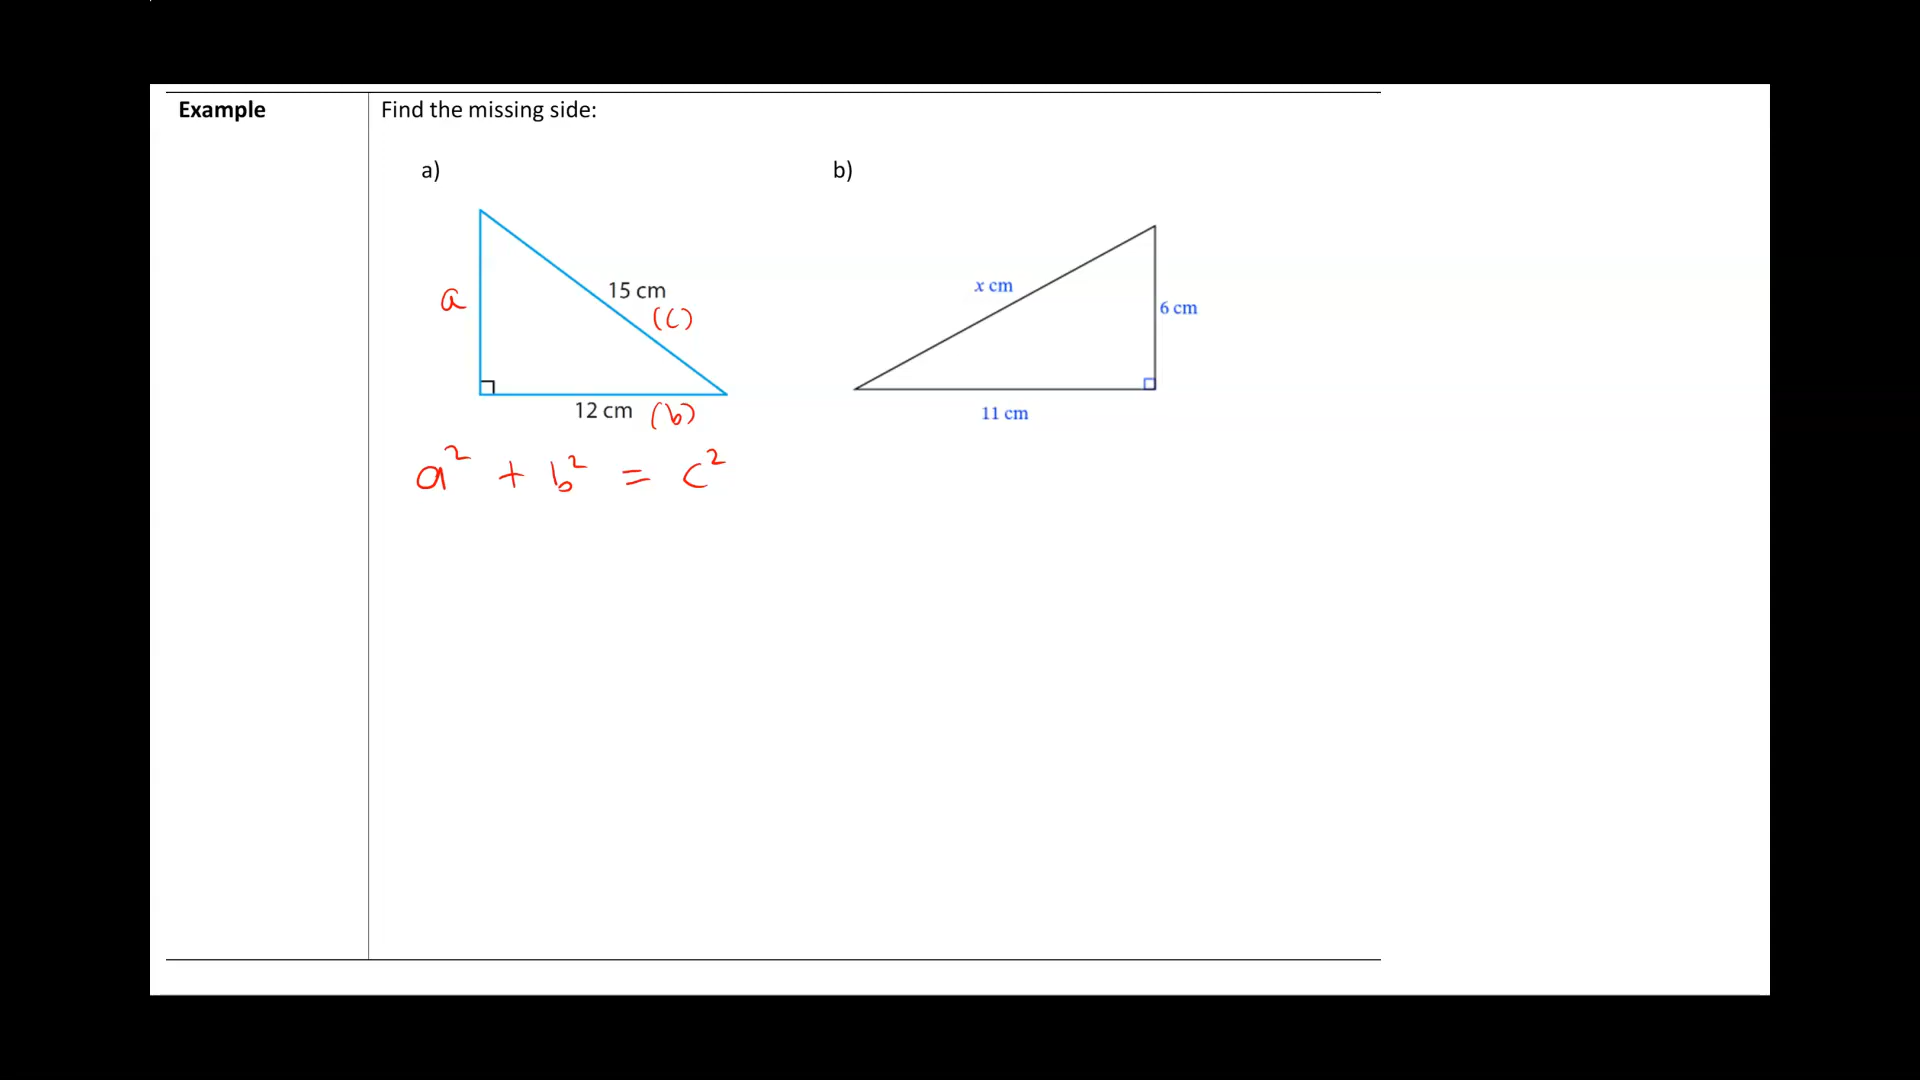 Example
Find the missing side:
a)
b)
a
15 cm
(c)
12 cm (b)
x cm
6 cm
11 cm
a² + b² = c²